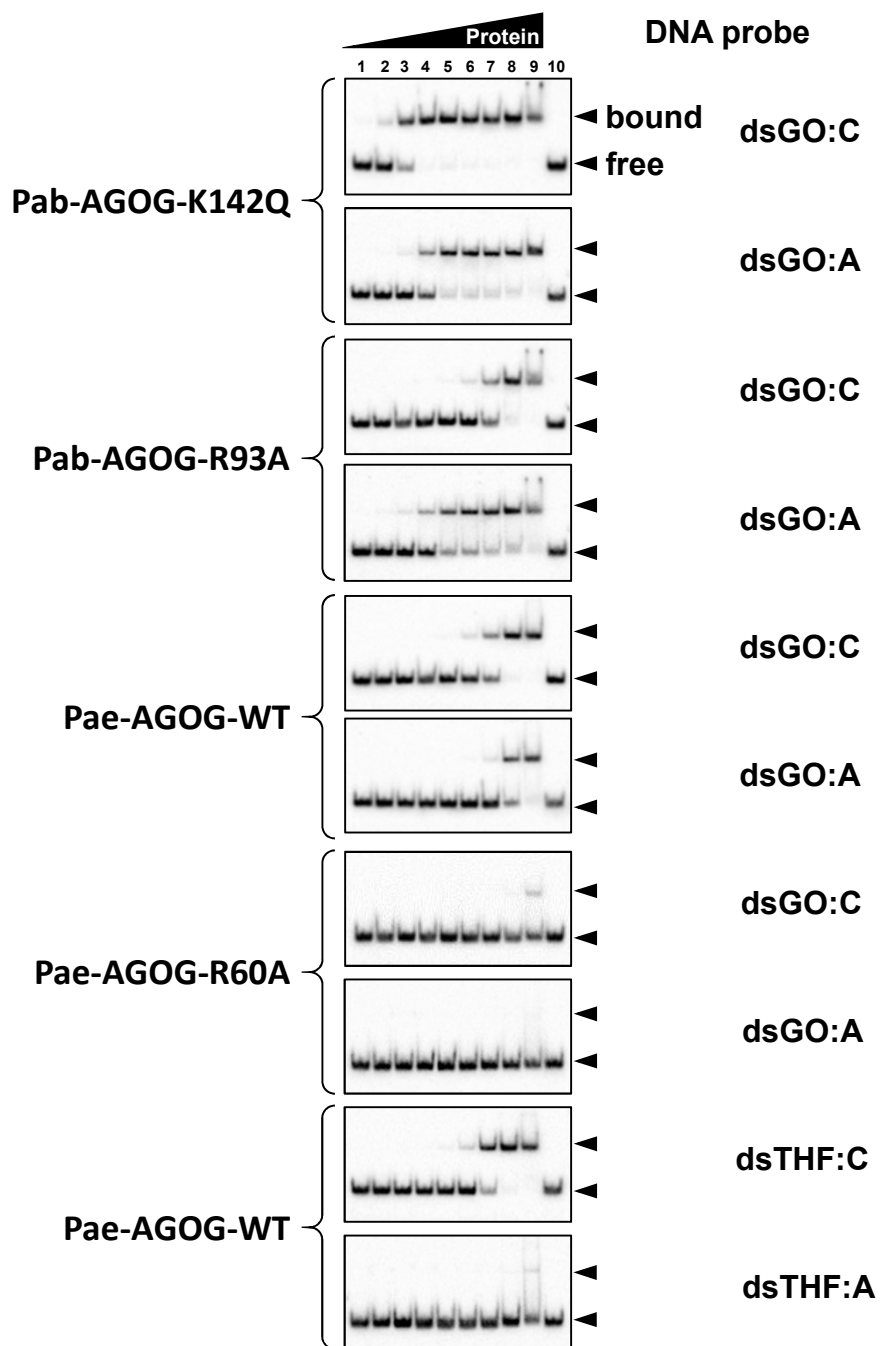 Protein
DNA probe
1 2 3 4 5 6 7 8 9 10
Pab-AGOG-K142Q
bound
free
dsGO:C
dsGO:A
Pab-AGOG-R93A
dsGO:C
dsGO:A
Pae-AGOG-WT
dsGO:C
dsGO:A
Pae-AGOG-R60A
dsGO:C
dsGO:A
Pae-AGOG-WT
dsTHF:C
dsTHF:A